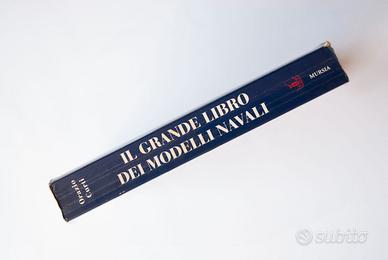 Orazio
Curti
IL GRANDE LIBRO
DEI MODELLI NAVALI
MURSIA
subito